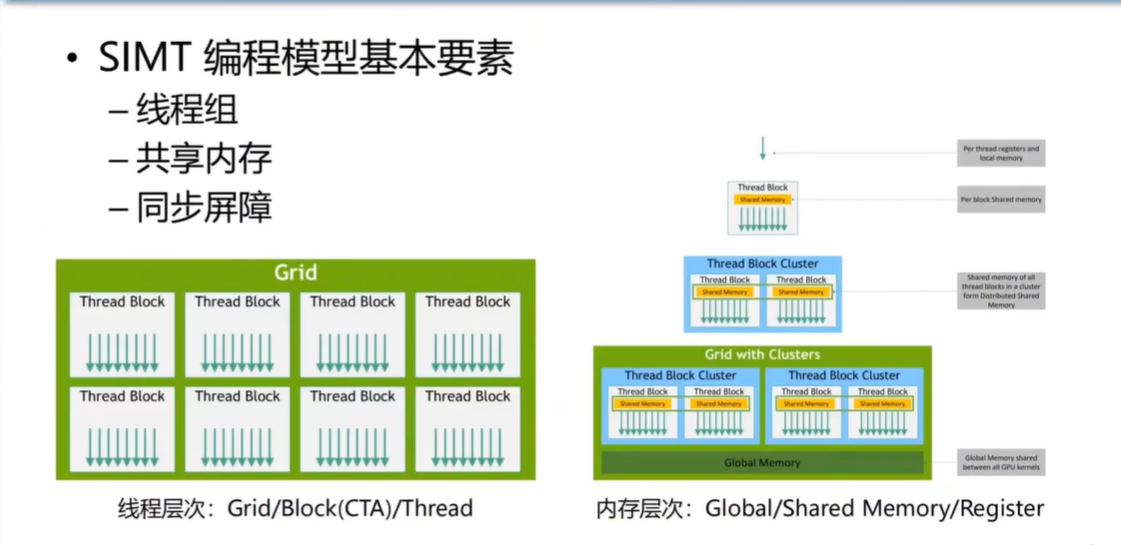 • SIMT 编程模型基本要素
– 线程组
– 共享内存
– 同步屏障
Grid
Thread Block Thread Block Thread Block Thread Block
Thread Block Thread Block Thread Block Thread Block
线程层次：Grid/Block(CTA)/Thread
Per thread registers and
local memory
Thread Block
Shared Memory
Per block Shared memory
Thread Block Cluster
Thread Block Thread Block
Shared Memory Shared Memory
Shared memory of all
thread blocks in a cluster
form Distributed Shared
Memory
Grid with Clusters
Thread Block Cluster Thread Block Cluster
Thread Block Thread Block Thread Block Thread Block
Shared Memory Shared Memory Shared Memory Shared Memory
Global Memory
Global Memory shared
between all GPU kernels
内存层次：Global/Shared Memory/Register